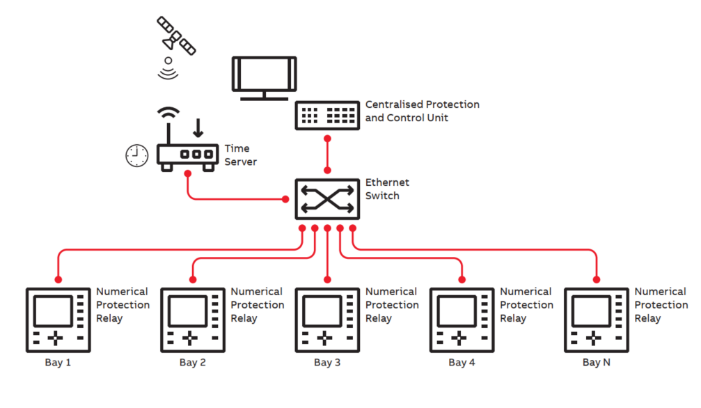 Centralised Protection
and Control Unit
Time
Server
Ethernet
Switch
Numerical
Protection
Relay
Numerical
Protection
Relay
Numerical
Protection
Relay
Numerical
Protection
Relay
Numerical
Protection
Relay
Bay 1
Bay 2
Bay 3
Bay 4
Bay N